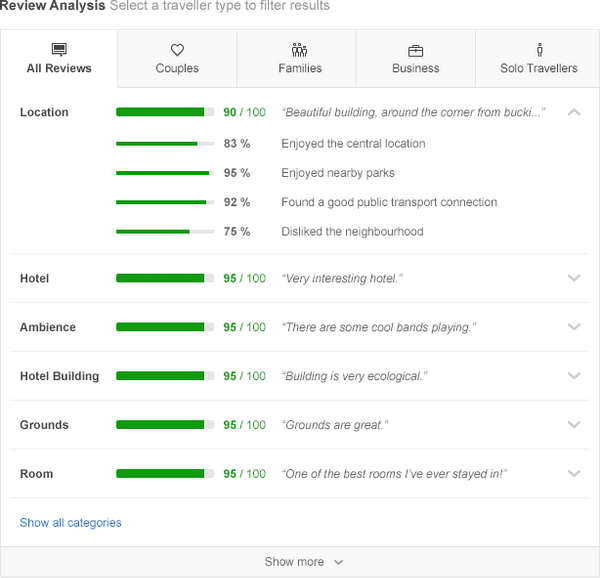 Review Analysis Select a traveller type to filter results
All Reviews Couples Families Business Solo Travellers
Location 90 / 100 “Beautiful building, around the corner from bucki...”
83 % Enjoyed the central location
95 % Enjoyed nearby parks
92 % Found a good public transport connection
75 % Disliked the neighbourhood
Hotel 95 / 100 “Very interesting hotel.”
Ambience 95 / 100 “There are some cool bands playing.”
Hotel Building 95 / 100 “Building is very ecological.”
Grounds 95 / 100 “Grounds are great.”
Room 95 / 100 “One of the best rooms I’ve ever stayed in!”
Show all categories
Show more